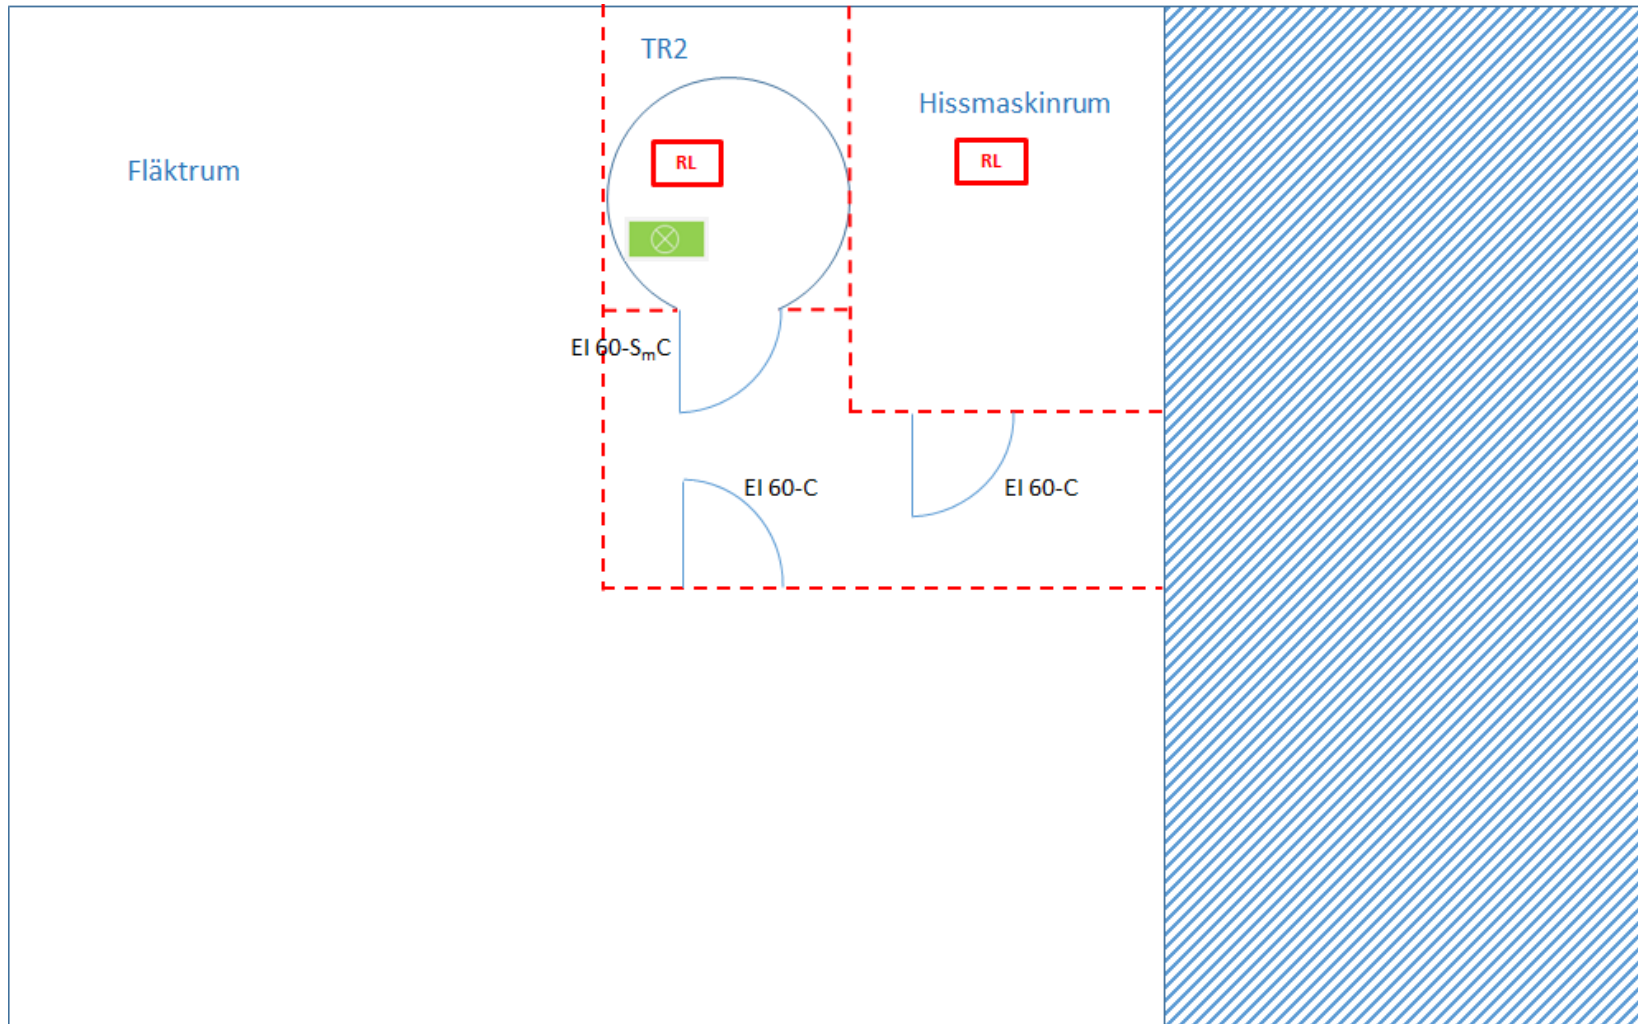 TR2
Hissmaskinrum
Fläktrum
RL
RL
EI 60-SₘC
EI 60-C
EI 60-C